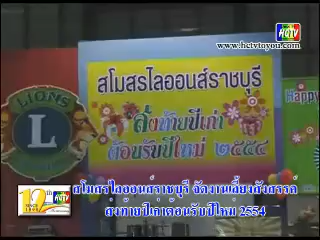 HCTV
www.hctvtoyou.com
สโมสรไลออนส์ราชบุรี
ส่งท้ายปีเก่า
ต้อนรับปีใหม่ ๒๕๕๔
LIONS
L
Happy
12th
HCTV
สโมสรไลออนส์ราชบุรี จัดงานเลี้ยงสังสรรค์
ส่งท้ายปีเก่าต้อนรับปีใหม่ 2554